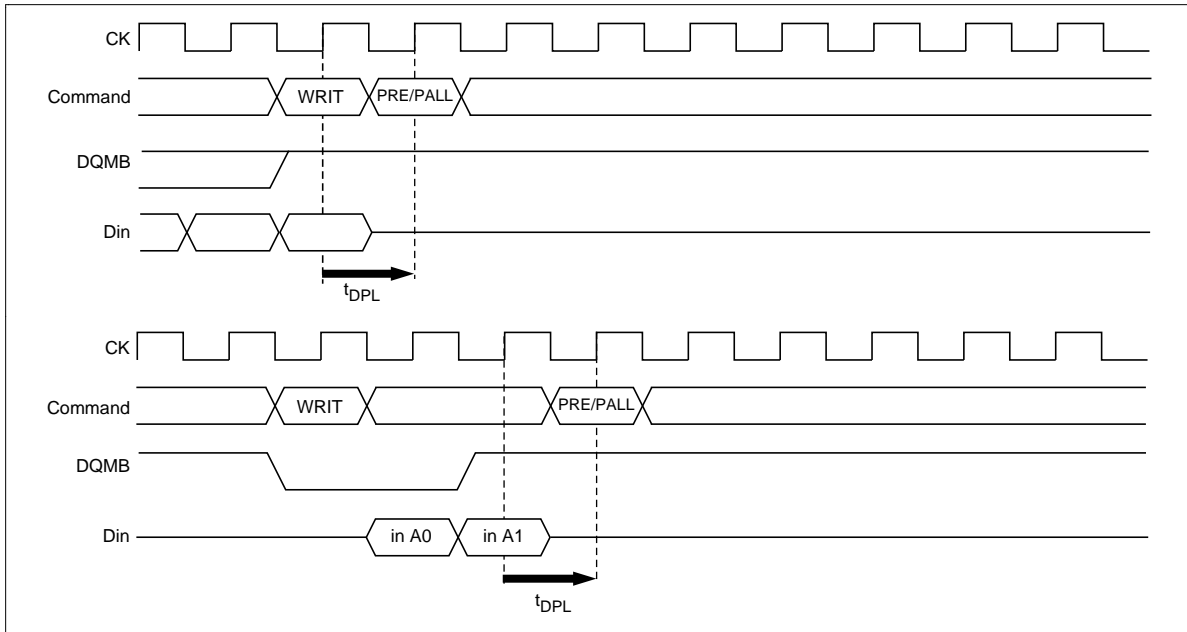 CK
Command WRIT PRE/PALL
DQMB
Din
tDPL
CK
Command WRIT PRE/PALL
DQMB
Din in A0 in A1
tDPL